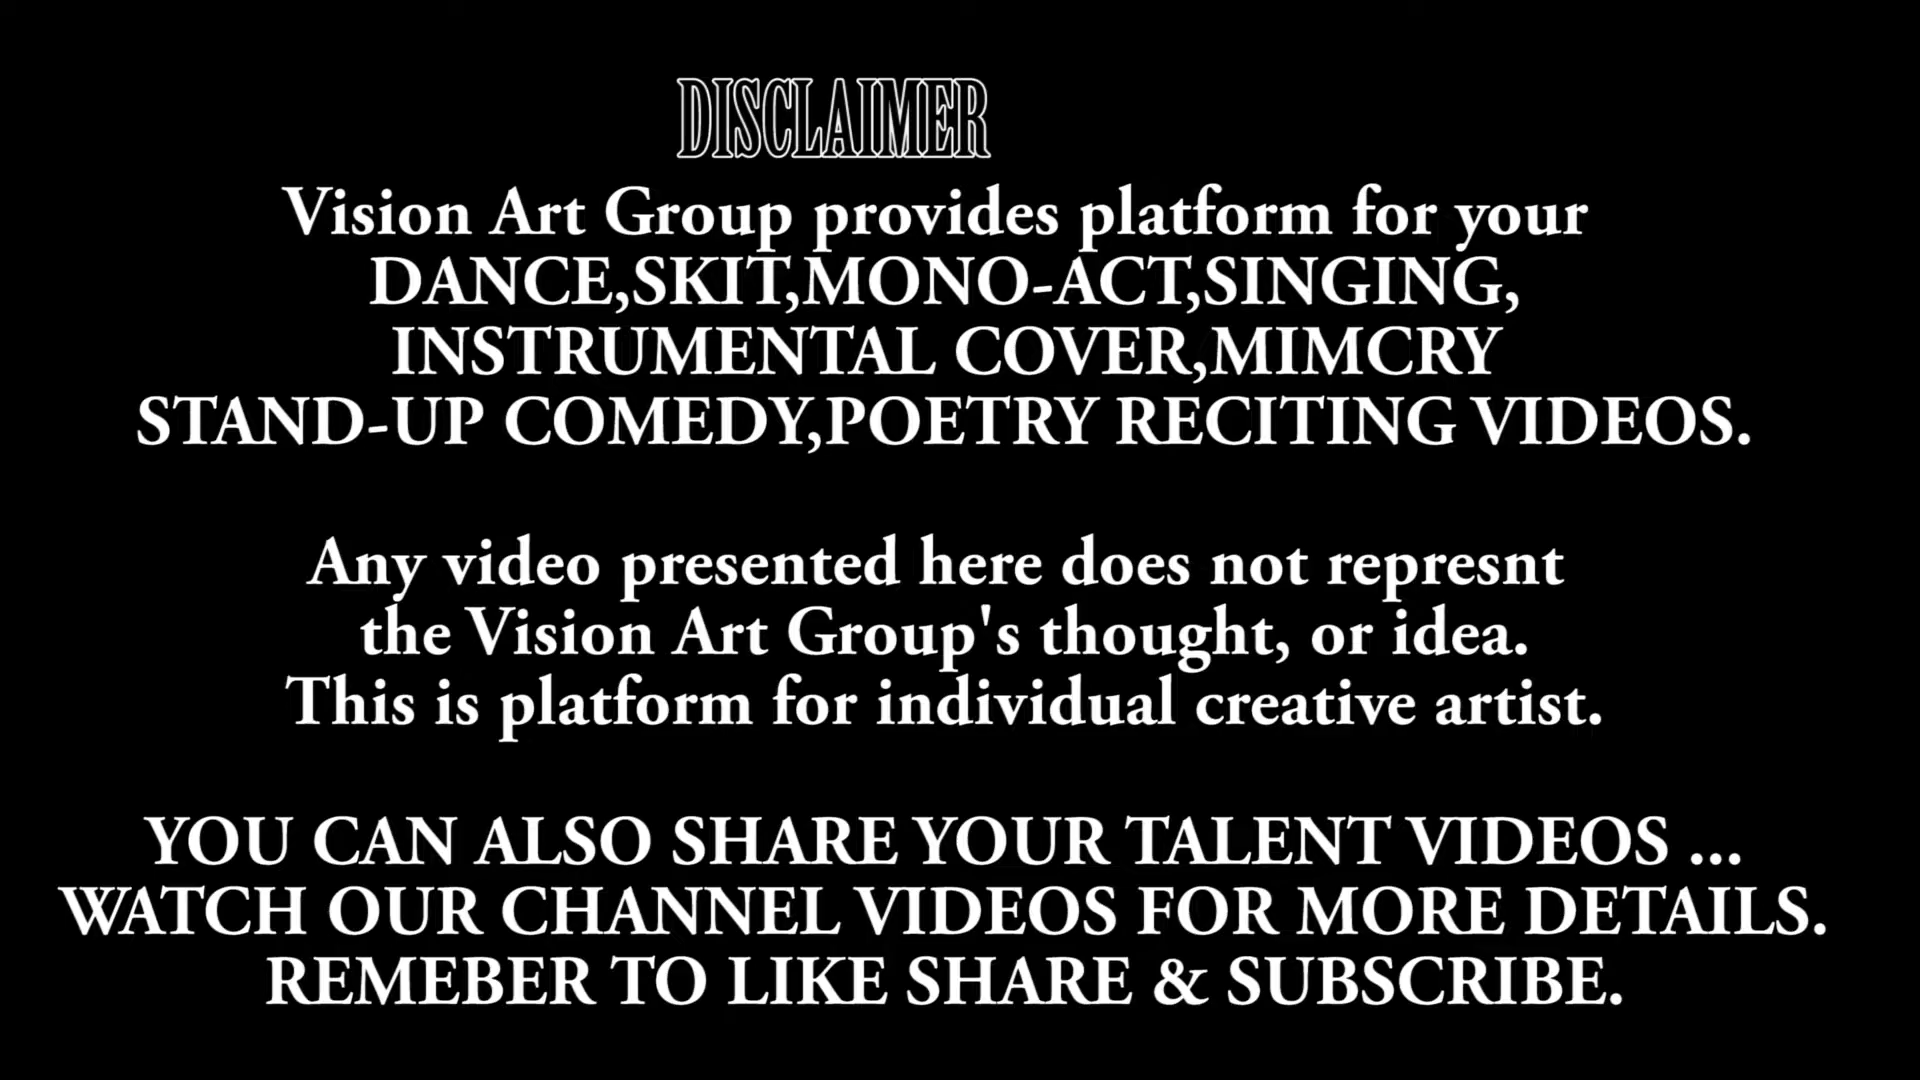 DISCLAIMER
Vision Art Group provides platform for your
DANCE,SKIT,MONO-ACT,SINGING,
INSTRUMENTAL COVER,MIMCRY
STAND-UP COMEDY,POETRY RECITING VIDEOS.
Any video presented here does not represnt
the Vision Art Group's thought, or idea.
This is platform for individual creative artist.
YOU CAN ALSO SHARE YOUR TALENT VIDEOS ...
WATCH OUR CHANNEL VIDEOS FOR MORE DETAILS.
REMEBER TO LIKE SHARE & SUBSCRIBE.